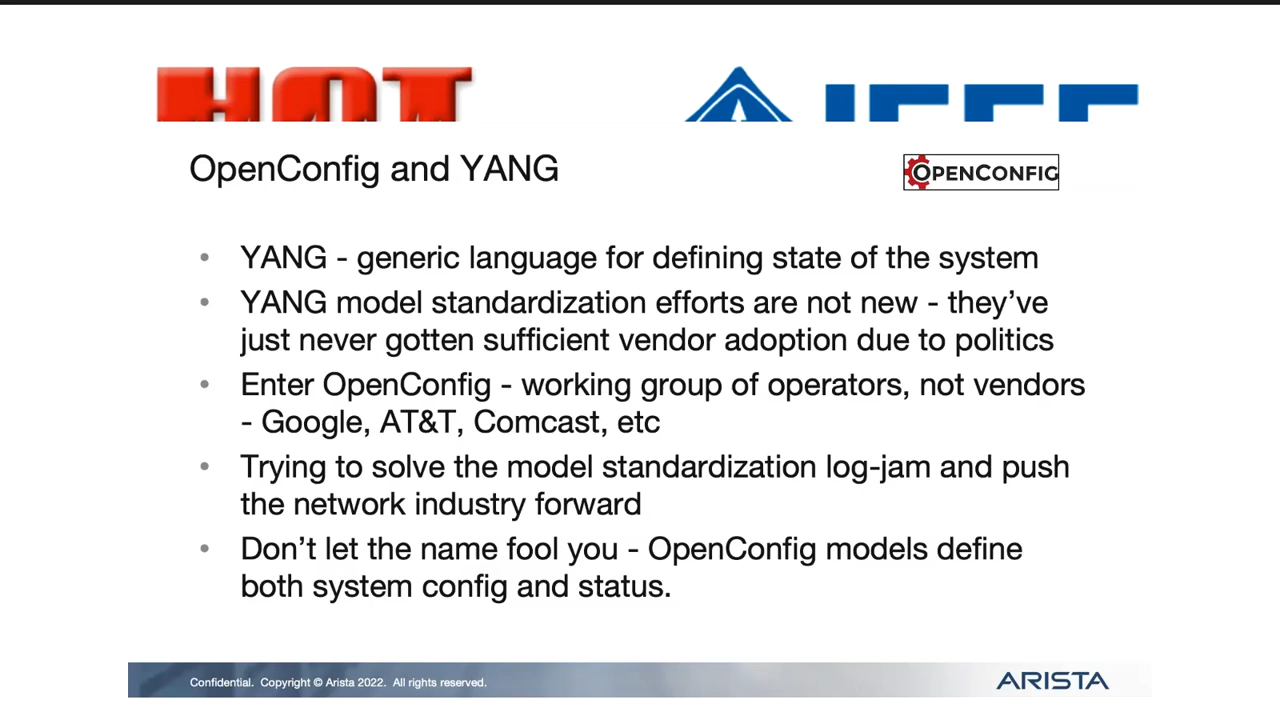 HOT
IEEE
OpenConfig and YANG
OPENCONFIG
• YANG - generic language for defining state of the system
• YANG model standardization efforts are not new - they’ve
just never gotten sufficient vendor adoption due to politics
• Enter OpenConfig - working group of operators, not vendors
- Google, AT&T, Comcast, etc
• Trying to solve the model standardization log-jam and push
the network industry forward
• Don’t let the name fool you - OpenConfig models define
both system config and status.
Confidential. Copyright © Arista 2022. All rights reserved.
ARISTA